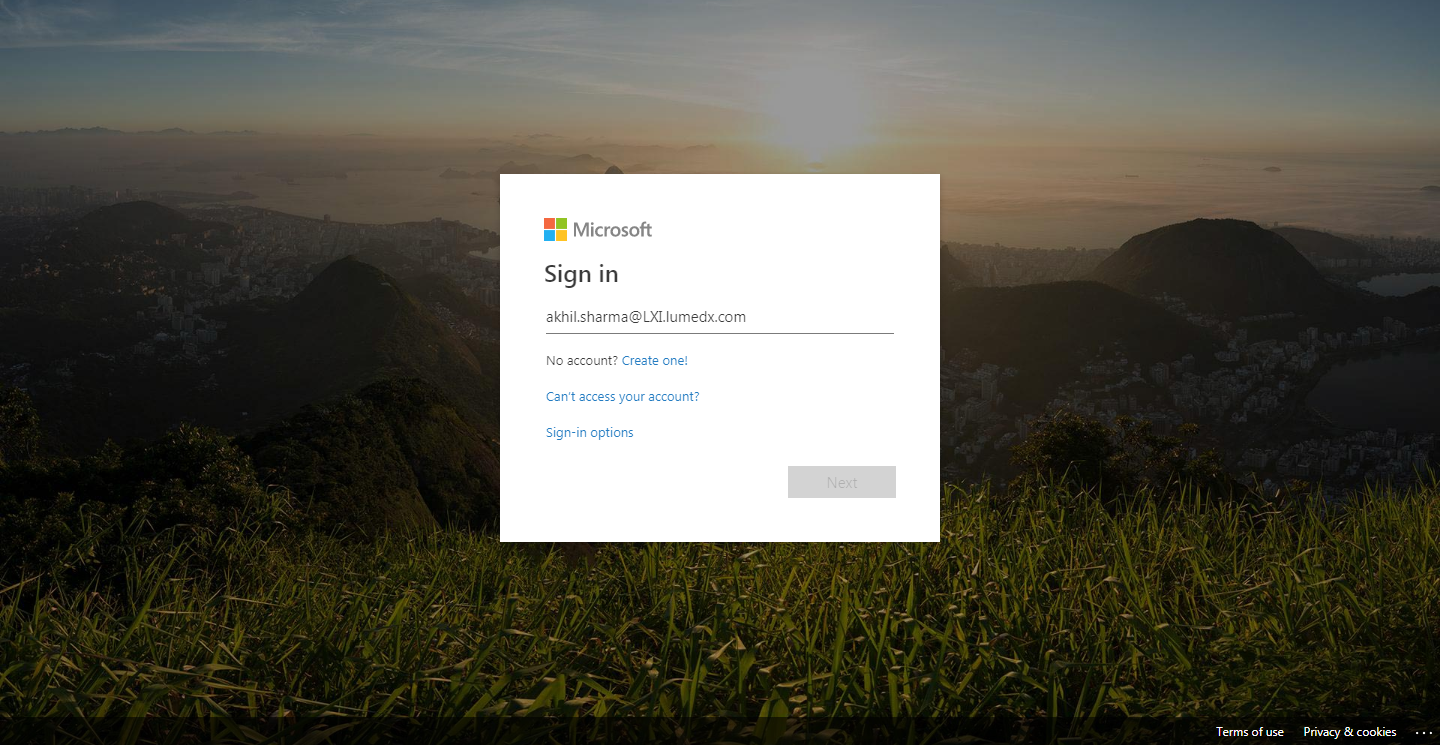 Microsoft
Sign in
akhil.sharma@LXI.lumedx.com
No account? Create one!
Can't access your account?
Sign-in options
Next
Terms of use Privacy & cookies ...